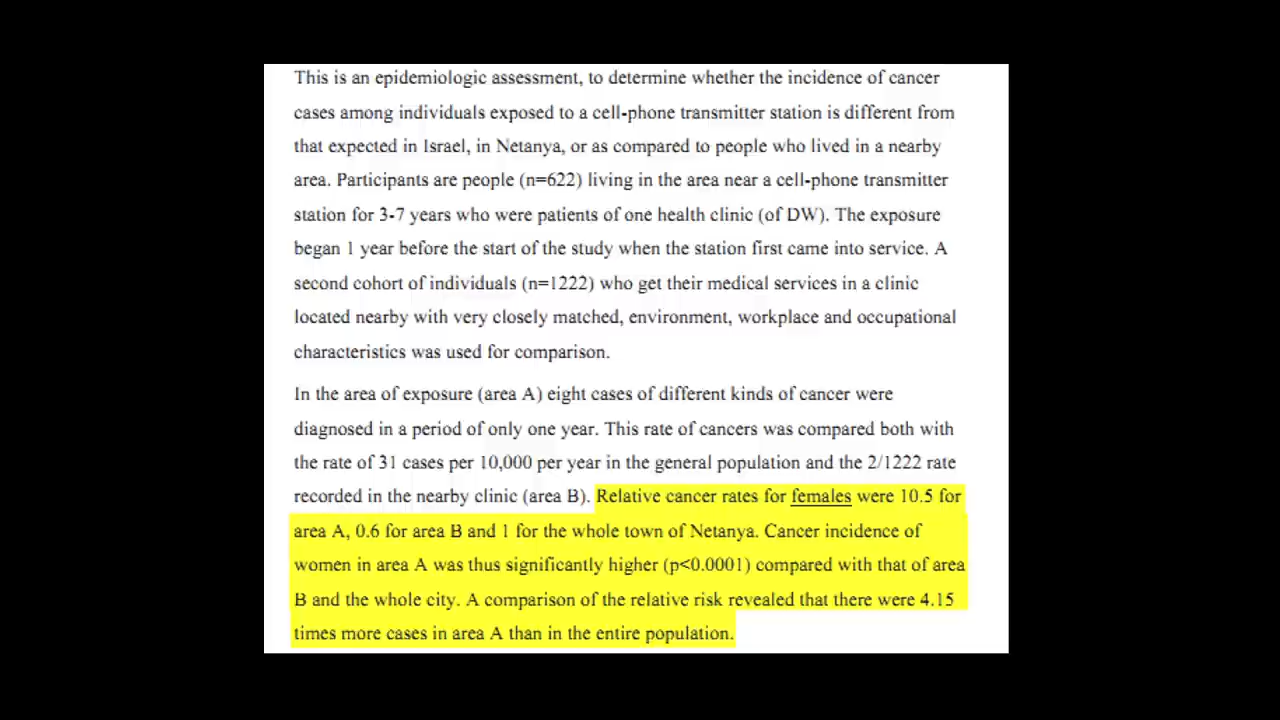 This is an epidemiologic assessment, to determine whether the incidence of cancer
cases among individuals exposed to a cell-phone transmitter station is different from
that expected in Israel, in Netanya, or as compared to people who lived in a nearby
area. Participants are people (n=622) living in the area near a cell-phone transmitter
station for 3-7 years who were patients of one health clinic (of DW). The exposure
began 1 year before the start of the study when the station first came into service. A
second cohort of individuals (n=1222) who get their medical services in a clinic
located nearby with very closely matched, environment, workplace and occupational
characteristics was used for comparison.
In the area of exposure (area A) eight cases of different kinds of cancer were
diagnosed in a period of only one year. This rate of cancers was compared both with
the rate of 31 cases per 10,000 per year in the general population and the 2/1222 rate
recorded in the nearby clinic (area B). Relative cancer rates for females were 10.5 for
area A, 0.6 for area B and 1 for the whole town of Netanya. Cancer incidence of
women in area A was thus significantly higher (p<0.0001) compared with that of area
B and the whole city. A comparison of the relative risk revealed that there were 4.15
times more cases in area A than in the entire population.